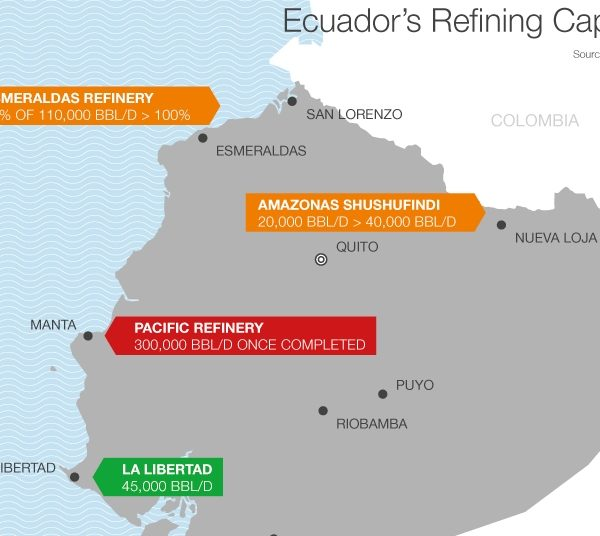 Ecuador's Refining Cap
Sourc
MERALDAS REFINERY
% OF 110,000 BBL/D > 100%
SAN LORENZO
COLOMBIA
ESMERALDAS
AMAZONAS SHUSHUFINDI
20,000 BBL/D > 40,000 BBL/D
NUEVA LOJA
QUITO
MANTA
PACIFIC REFINERY
300,000 BBL/D ONCE COMPLETED
PUYO
RIOBAMBA
IBERTAD
LA LIBERTAD
45,000 BBL/D